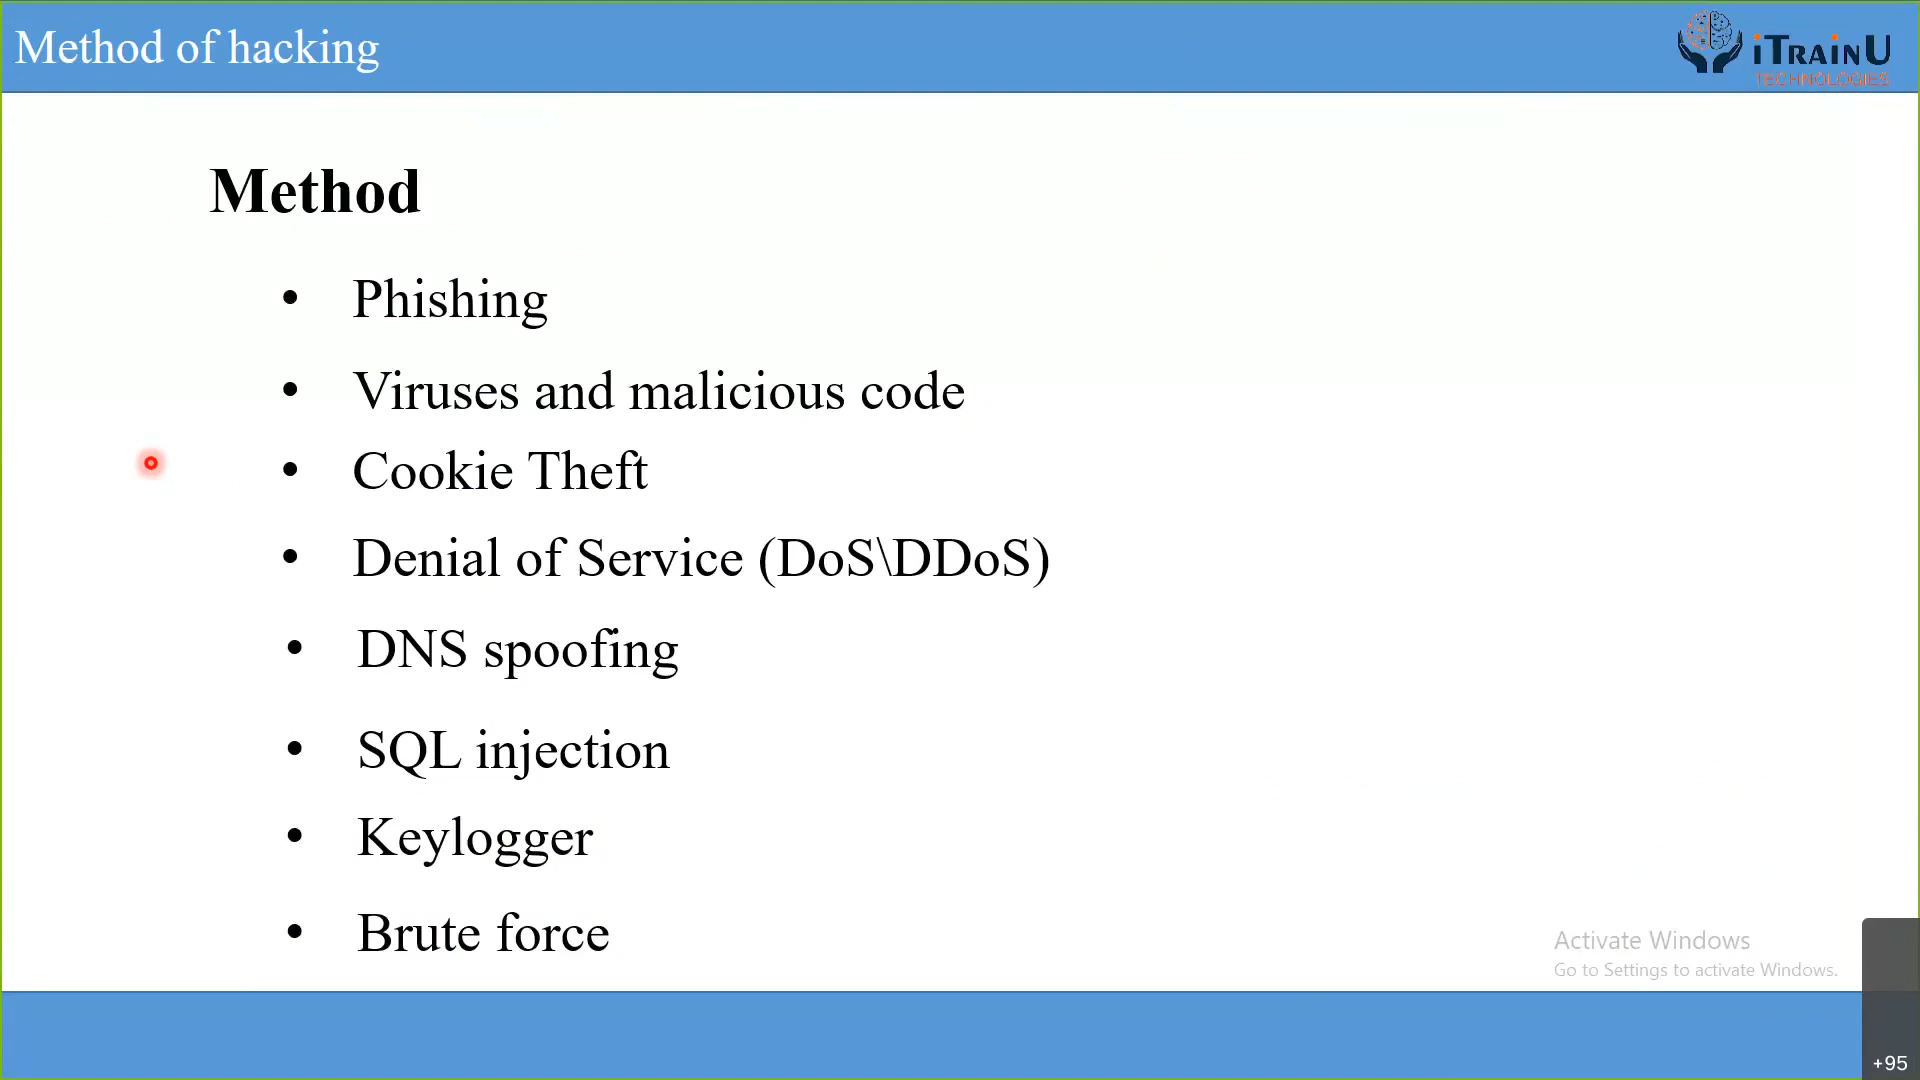 Method of hacking
iTRAINU
TECHNOLOGIES
Method
• Phishing
• Viruses and malicious code
• Cookie Theft
• Denial of Service (DoS\DDoS)
• DNS spoofing
• SQL injection
• Keylogger
• Brute force
Activate Windows
Go to Settings to activate Windows.
+95